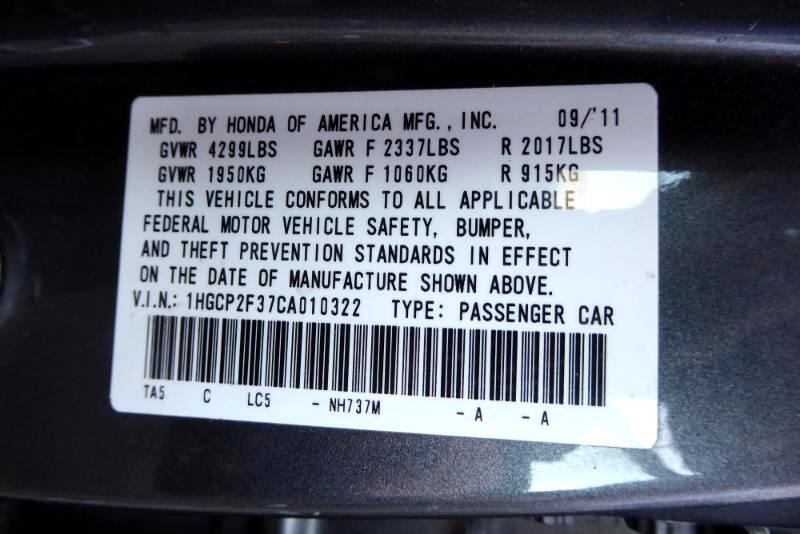 MFD. BY HONDA OF AMERICA MFG., INC. 09/'11
GVWR 4299LBS GAWR F 2337LBS R 2017LBS
GVWR 1950KG GAWR F 1060KG R 915KG
THIS VEHICLE CONFORMS TO ALL APPLICABLE
FEDERAL MOTOR VEHICLE SAFETY, BUMPER,
AND THEFT PREVENTION STANDARDS IN EFFECT
ON THE DATE OF MANUFACTURE SHOWN ABOVE.
V.I.N.: 1HGCP2F37CA010322 TYPE: PASSENGER CAR
TA5 C LC5 - NH737M - A - A